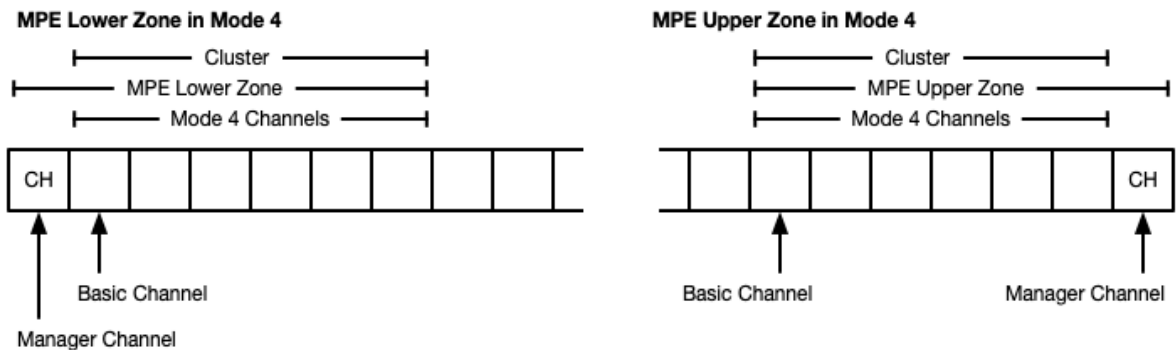 MPE Lower Zone in Mode 4
Cluster
MPE Lower Zone
Mode 4 Channels
CH
Basic Channel
Manager Channel
MPE Upper Zone in Mode 4
Cluster
MPE Upper Zone
Mode 4 Channels
CH
Basic Channel
Manager Channel